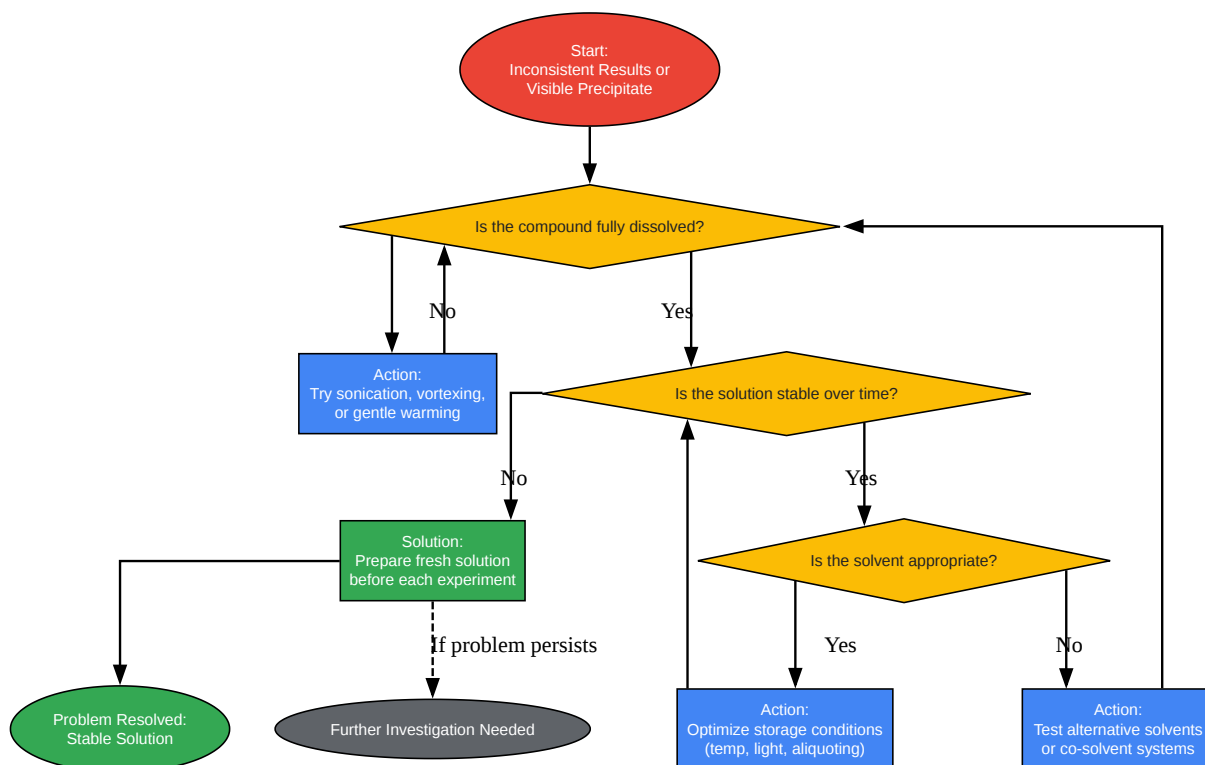 Start:
Inconsistent Results or
Visible Precipitate
Is the compound fully dissolved?
No
Yes
Action:
Try sonication, vortexing,
or gentle warming
Is the solution stable over time?
No
Yes
Solution:
Prepare fresh solution
before each experiment
Is the solvent appropriate?
If problem persists
Yes
No
Problem Resolved:
Stable Solution
Further Investigation Needed
Action:
Optimize storage conditions
(temp, light, aliquoting)
Action:
Test alternative solvents
or co-solvent systems